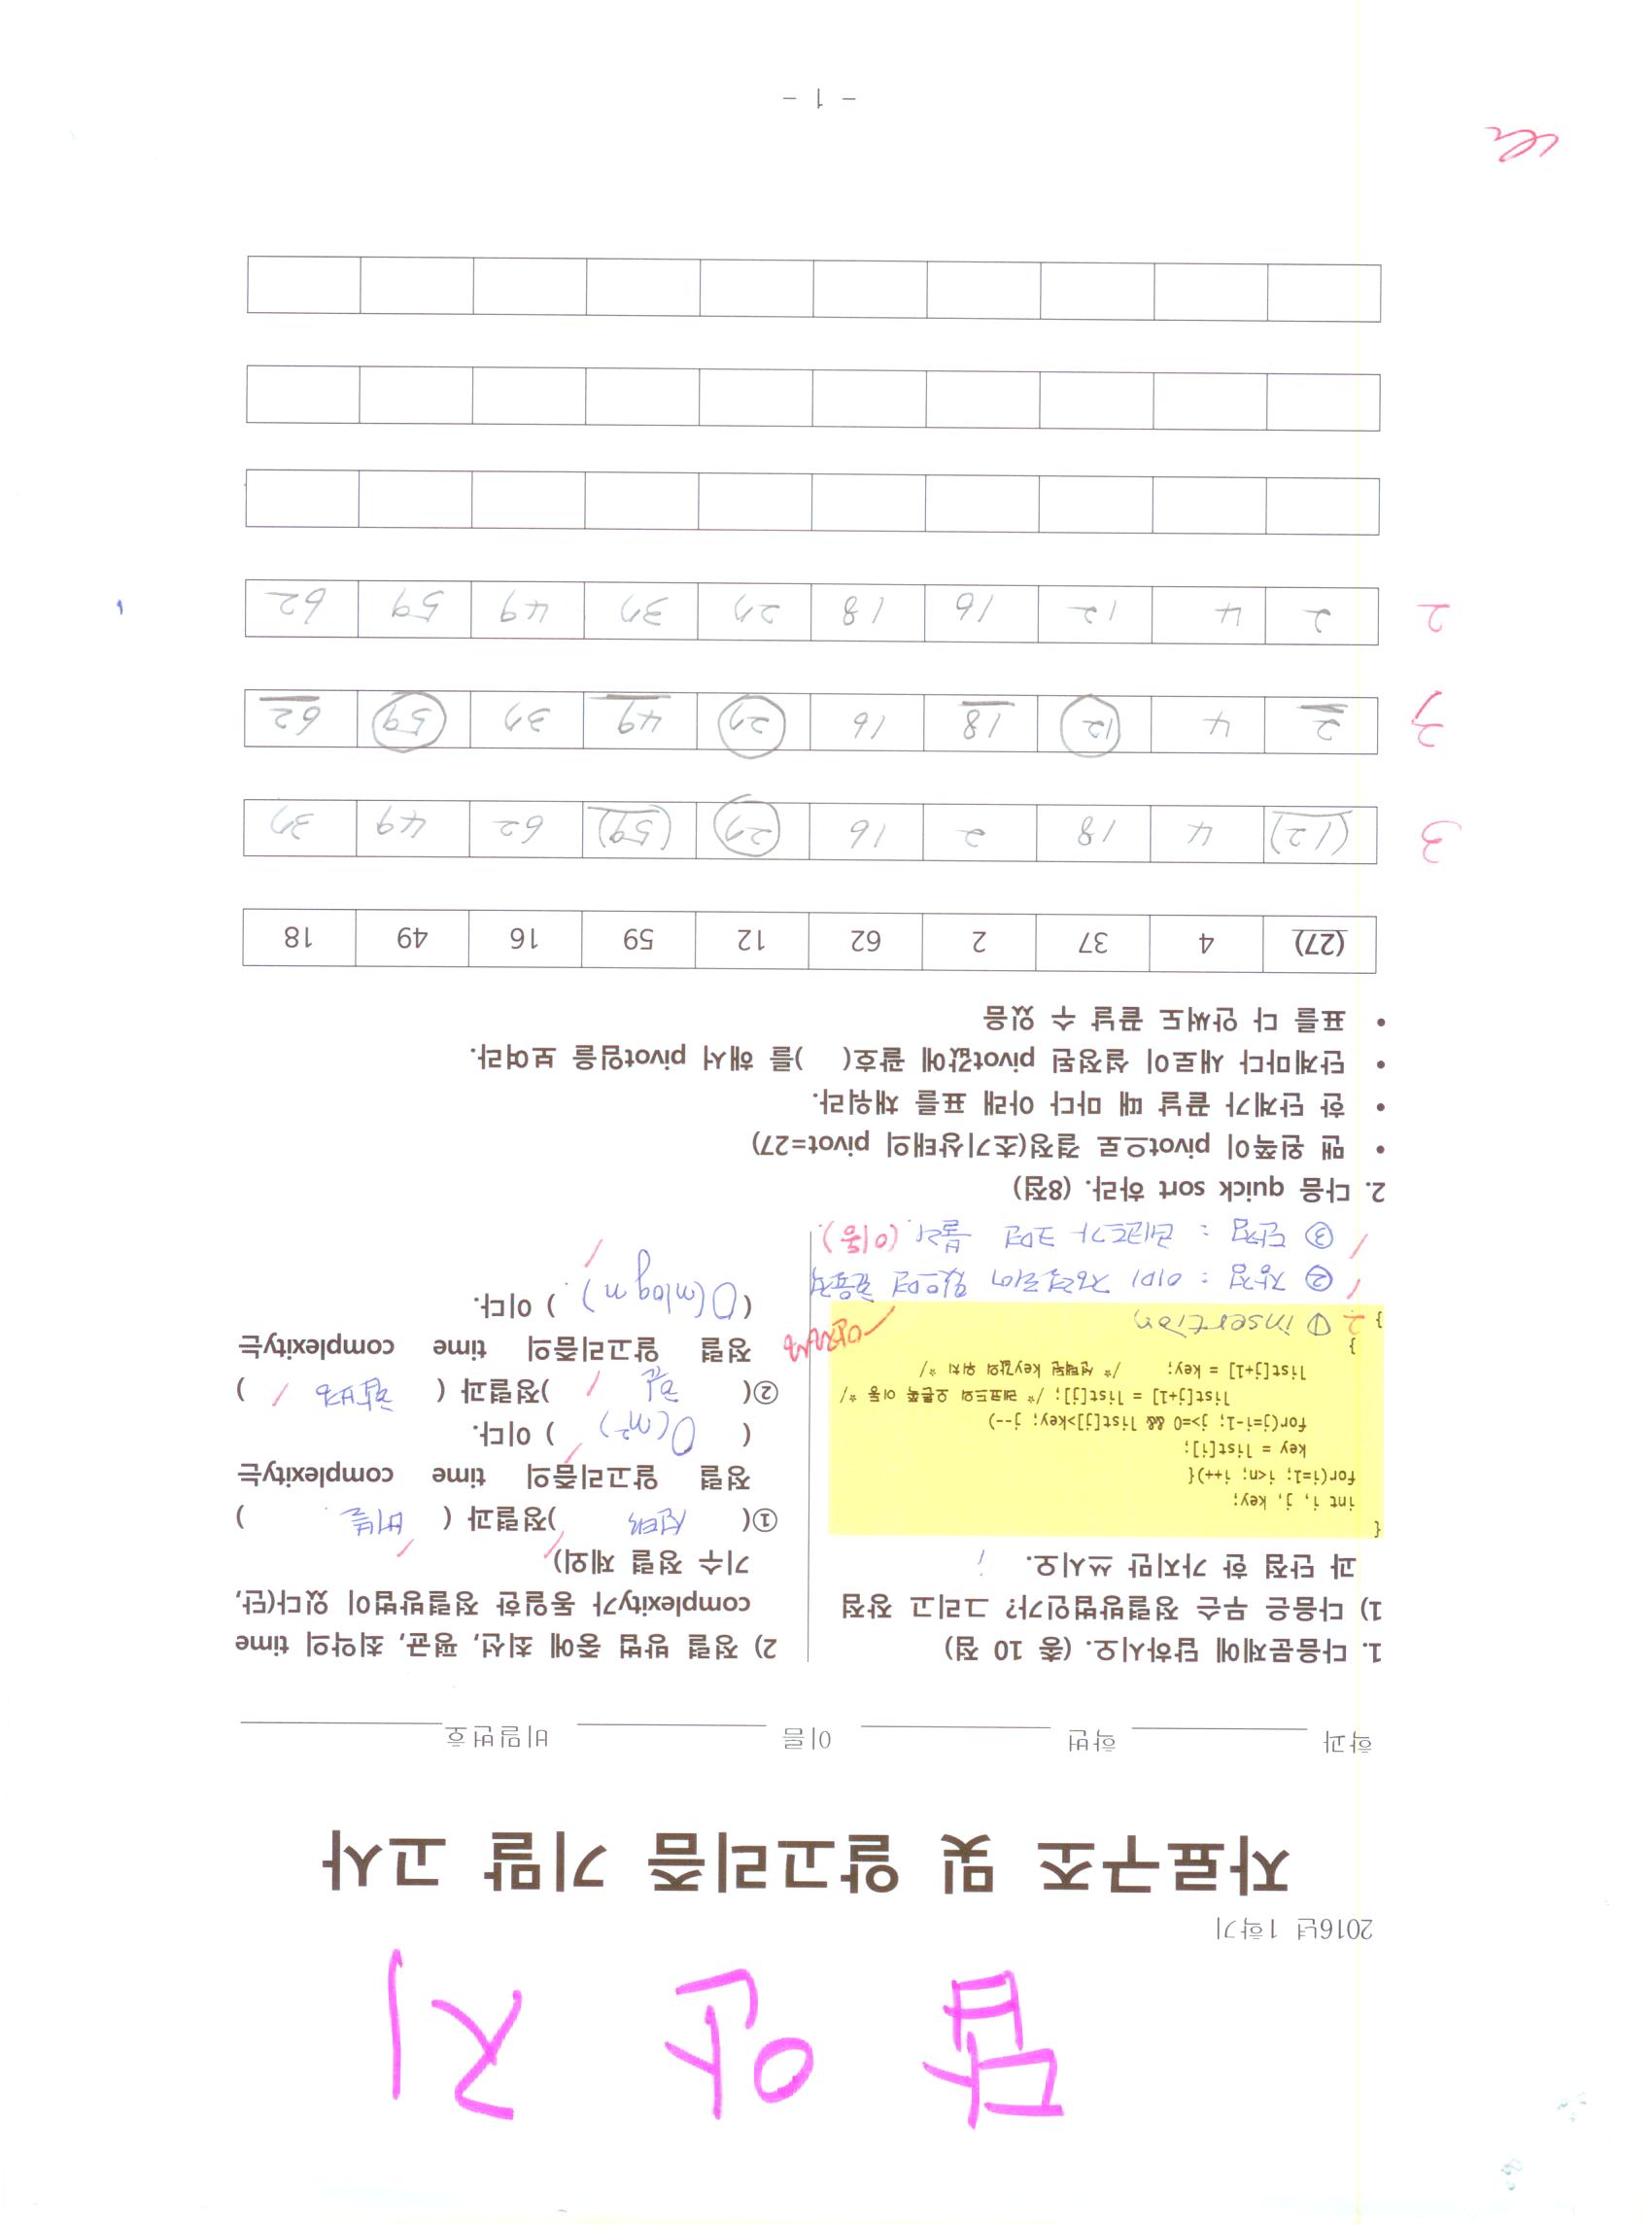 답 안 지
2016년 1학기
자료구조 및 알고리즘 기말 고사
학과 학번 이름 비밀번호
1. 다음문제에 답하시오. (총 10 점)
1) 다음은 무슨 정렬방법인가? 그리고 장점
과 단점 한 가지만 쓰시오.
{
int i, j, key;
for(i=1; i<n; i++){
key = list[i];
for(j=i-1; j>=0 && list[j]>key; j--)
list[j+1] = list[j]; /* 레코드의 오른쪽 이동 */
list[j+1] = key; /* 선택된 key값의 위치 */
}
} 2 ① insertion
안정성
② 장점 : 이미 정렬되어 있으면 효율적
③ 단점 : 레코드가 크면 불리. (이동).
2) 정렬 방법 중에 최선, 평균, 최악의 time
complexity가 동일한 정렬방법이 있다(단,
기수 정렬 제외)
①( 선택 )정렬과 ( 버블. )
정렬 알고리즘의 time complexity는
( O(n²) ) 이다.
②( 힙 )정렬과 ( 합병 )
정렬 알고리즘의 time complexity는
( O(nlogn). ) 이다.
2. 다음 quick sort 하라. (8점)
• 맨 왼쪽이 pivot으로 결정(초기상태의 pivot=27)
• 한 단계가 끝날 때 마다 아래 표를 채워라.
• 단계마다 새로이 설정된 pivot값에 괄호( )를 해서 pivot임을 보여라.
• 표를 다 안써도 끝날 수 있음
(27) 4 37 2 62 12 59 16 49 18
3 (12) 4 18 2 16 27 (59) 62 49 37
3 2 4 12 18 16 27 49 37 59 62
2 2 4 12 16 18 27 37 49 59 62
- 1 -